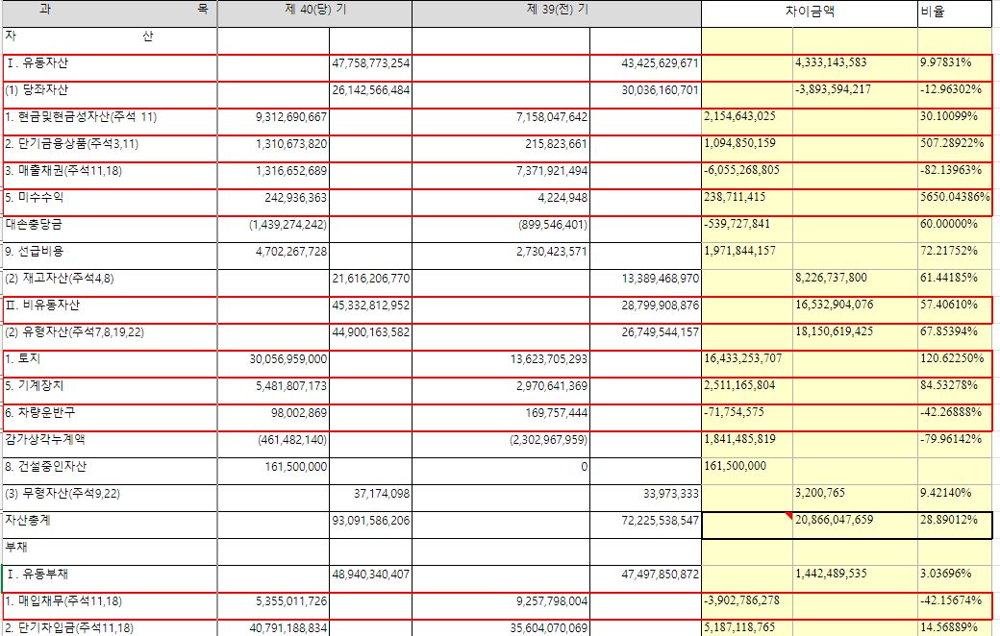 과 목 제 40(당) 기 제 39(전) 기 차이금액 비율
자 산
Ⅰ. 유동자산 47,758,773,254 43,425,629,671 4,333,143,583 9.97831%
(1) 당좌자산 26,142,566,484 30,036,160,701 -3,893,594,217 -12.96302%
1. 현금및현금성자산(주석 11) 9,312,690,667 7,158,047,642 2,154,643,025 30.10099%
2. 단기금융상품(주석3,11) 1,310,673,820 215,823,661 1,094,850,159 507.28922%
3. 매출채권(주석11,18) 1,316,652,689 7,371,921,494 -6,055,268,805 -82.13963%
5. 미수수익 242,936,363 4,224,948 238,711,415 5650.04386%
대손충당금 (1,439,274,242) (899,546,401) -539,727,841 60.00000%
9. 선급비용 4,702,267,728 2,730,423,571 1,971,844,157 72.21752%
(2) 재고자산(주석4,8) 21,616,206,770 13,389,468,970 8,226,737,800 61.44185%
Ⅱ. 비유동자산 45,332,812,952 28,799,908,876 16,532,904,076 57.40610%
(2) 유형자산(주석7,8,19,22) 44,900,163,582 26,749,544,157 18,150,619,425 67.85394%
1. 토지 30,056,959,000 13,623,705,293 16,433,253,707 120.62250%
5. 기계장치 5,481,807,173 2,970,641,369 2,511,165,804 84.53278%
6. 차량운반구 98,002,869 169,757,444 -71,754,575 -42.26888%
감가상각누계액 (461,482,140) (2,302,967,959) 1,841,485,819 -79.96142%
8. 건설중인자산 161,500,000 0 161,500,000
(3) 무형자산(주석9,22) 37,174,098 33,973,333 3,200,765 9.42140%
자산총계 93,091,586,206 72,225,538,547 20,866,047,659 28.89012%
부채
Ⅰ. 유동부채 48,940,340,407 47,497,850,872 1,442,489,535 3.03696%
1. 매입채무(주석11,18) 5,355,011,726 9,257,798,004 -3,902,786,278 -42.15674%
2. 단기차입금(주석11,18) 40,791,188,834 35,604,070,069 5,187,118,765 14.56889%